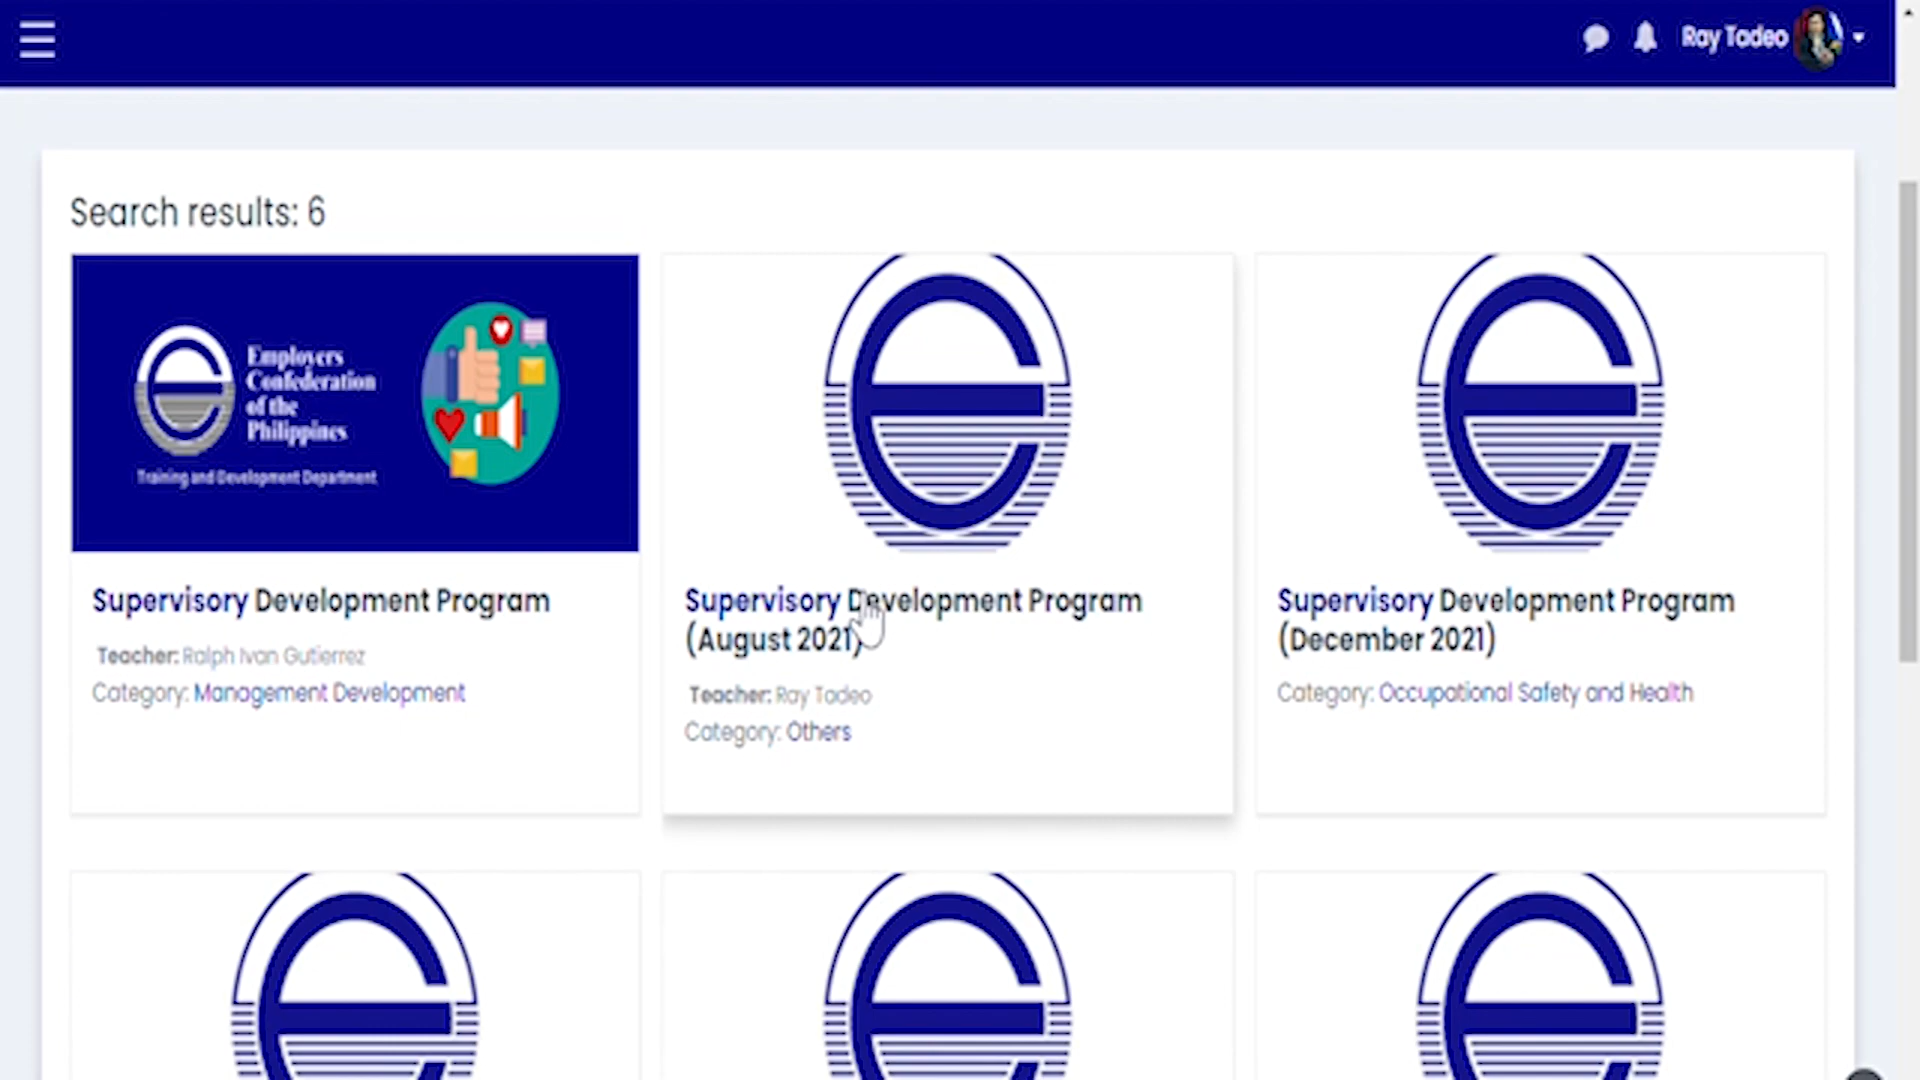 Ray Tadeo
Search results: 6
Employers
Confederation
of the
Philippines
Training and Development Department
Supervisory Development Program
Teacher: Ralph Ivan Gutierrez
Category: Management Development
Supervisory Development Program
(August 2021)
Teacher: Ray Tadeo
Category: Others
Supervisory Development Program
(December 2021)
Category: Occupational Safety and Health